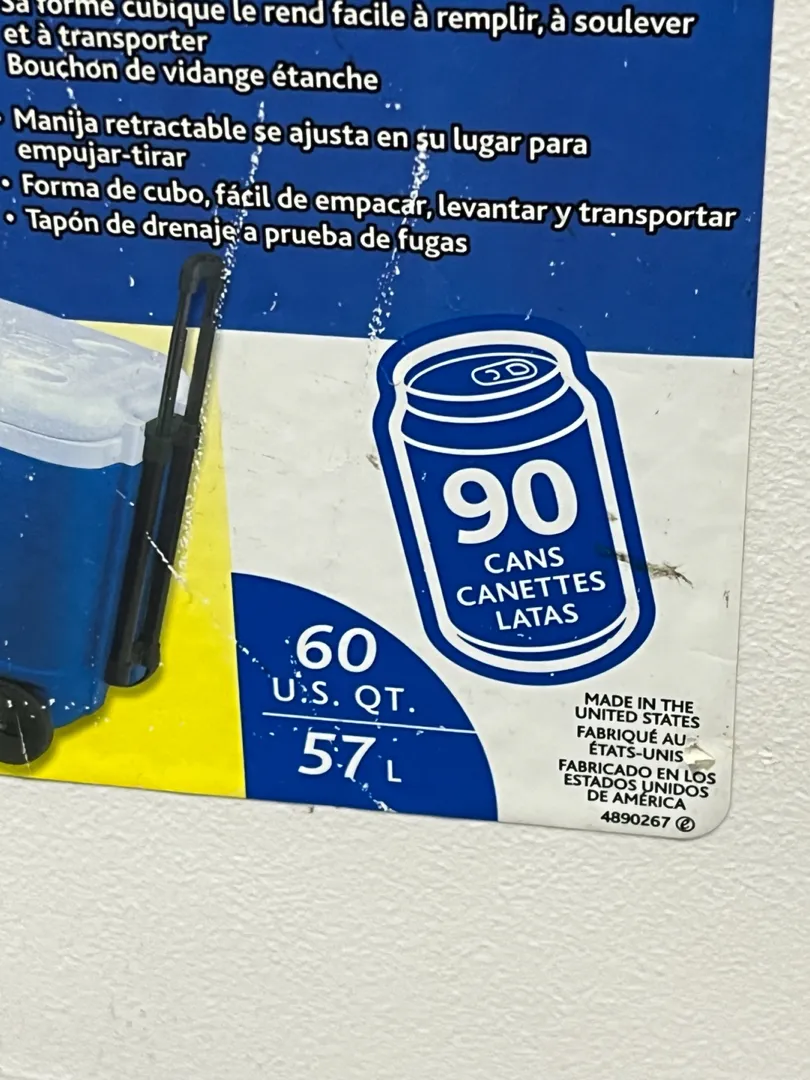 Sa forme cubique le rend facile à remplir, à soulever
et à transporter
Bouchon de vidange étanche
• Manija retractable se ajusta en su lugar para
empujar-tirar
• Forma de cubo, fácil de empacar, levantar y transportar
• Tapón de drenaje a prueba de fugas
90
CANS
CANETTES
LATAS
60
U.S. QT.
57 L
MADE IN THE
UNITED STATES
FABRIQUÉ AU
ÉTATS-UNIS
FABRICADO EN LOS
ESTADOS UNIDOS
DE AMÉRICA
4890267